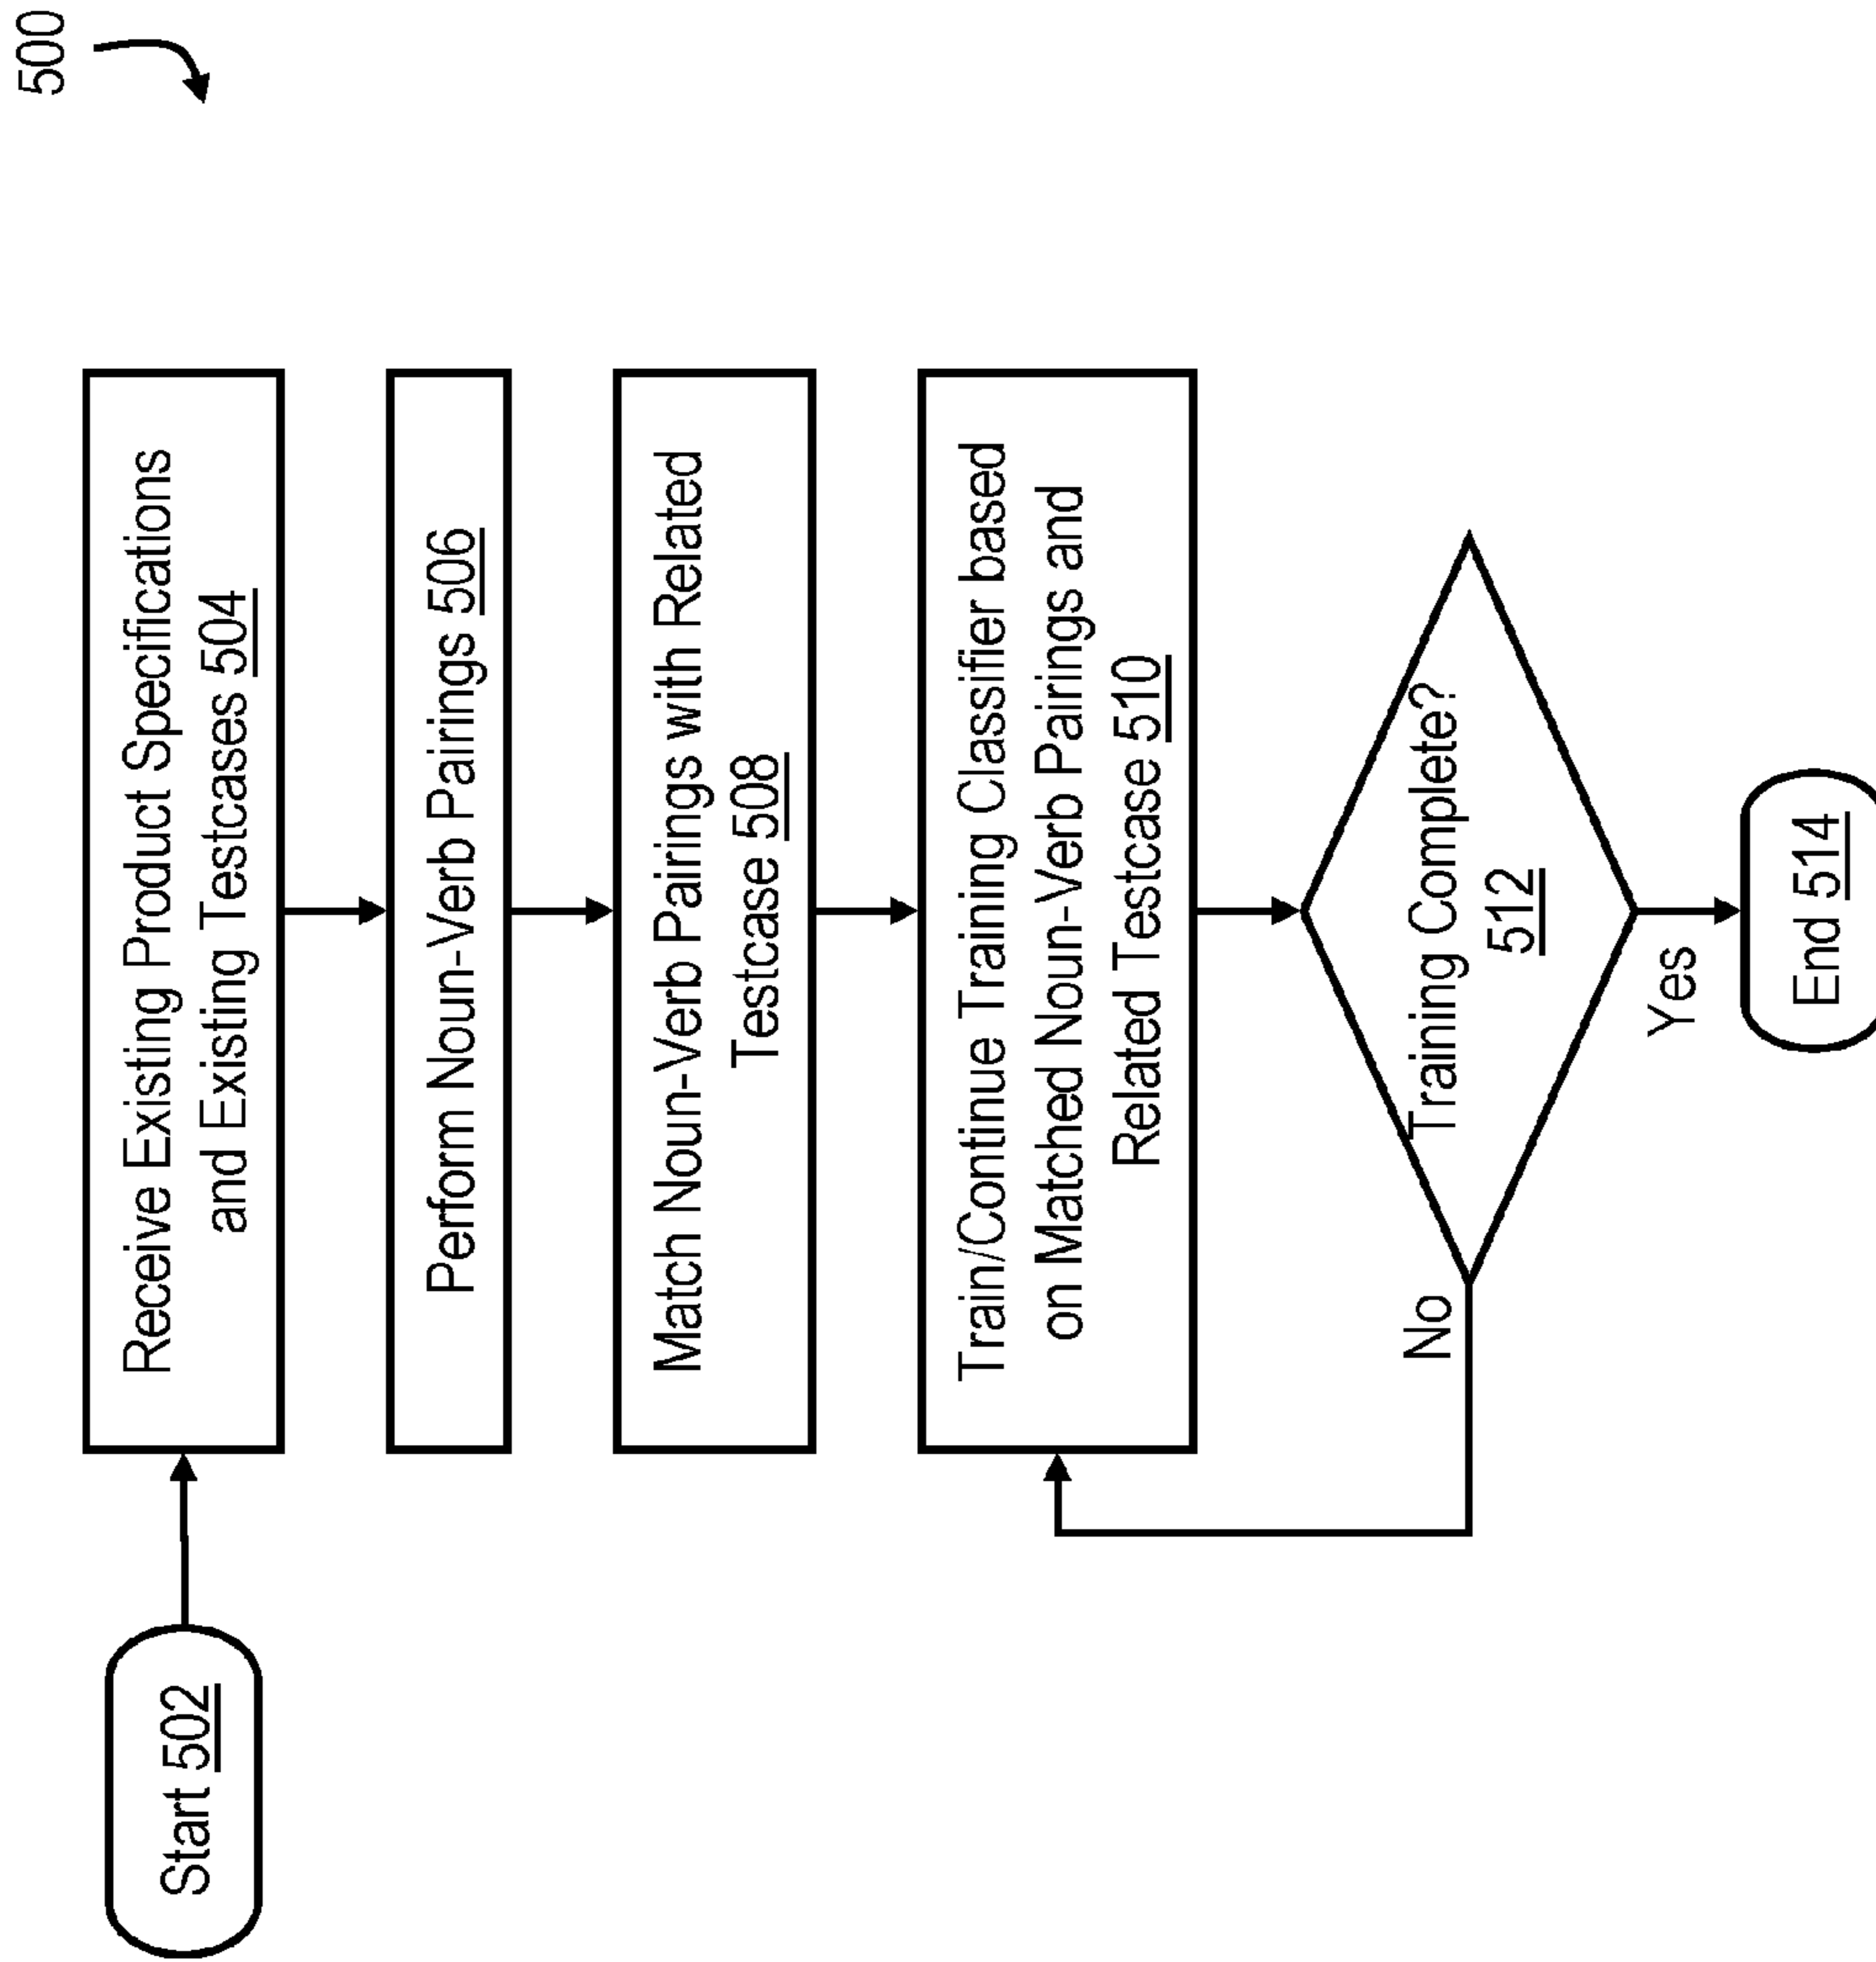 500
Start 502
Receive Existing Product Specifications
and Existing Testcases 504
Perform Noun-Verb Pairings 506
Match Noun-Verb Pairings with Related
Testcase 508
Train/Continue Training Classifier based
on Matched Noun-Verb Pairings and
Related Testcase 510
Training Complete?
512
No
Yes
End 514